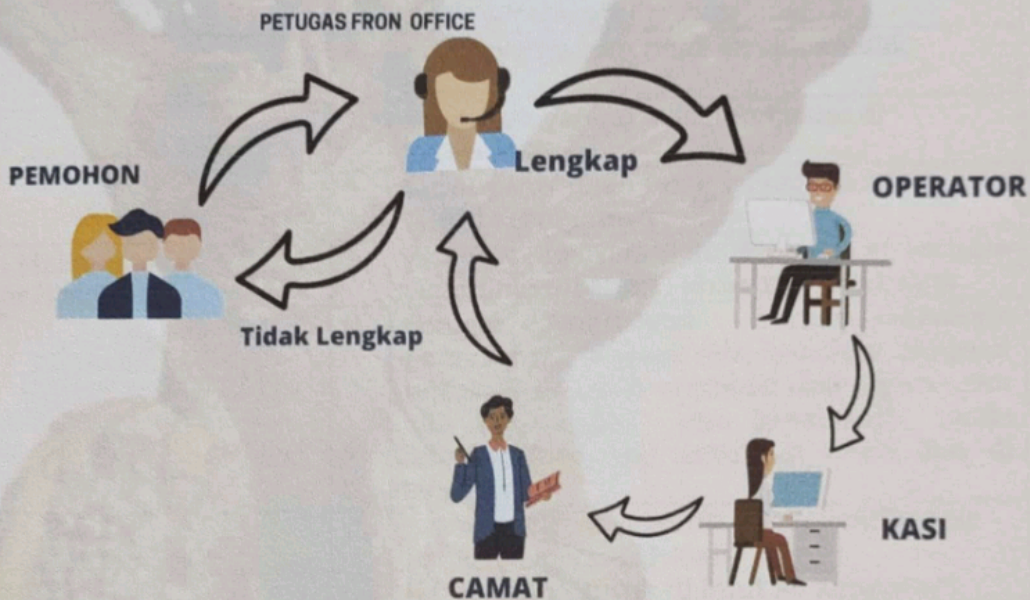 PETUGAS FRON OFFICE
PEMOHON
Lengkap
OPERATOR
Tidak Lengkap
KASI
CAMAT